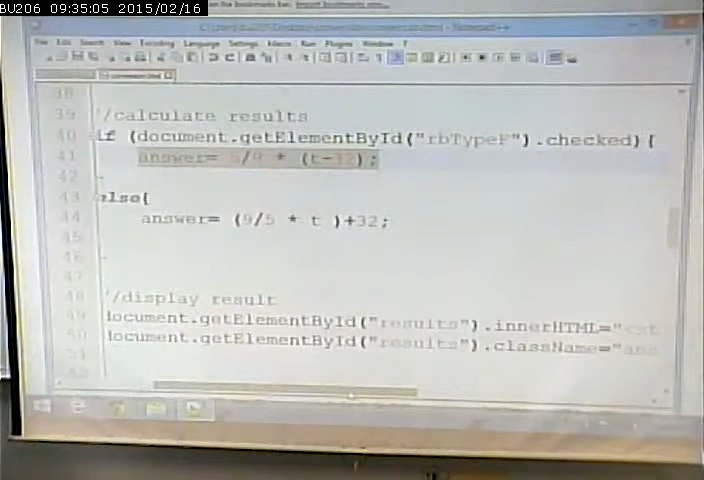 BU206 09:35:05 2015/02/16
File Edit Search View Encoding Language Settings Macro Run Plugins Window ?
38
39 '/calculate results
40 if (document.getElementById("rbTypeF").checked){
41 answer= 5/9 * (t-32);
42
43 else{
44 answer= (9/5 * t )+32;
45
46
47
48 '/display result
49 document.getElementById("results").innerHTML="
50 document.getElementById("results").className="
51